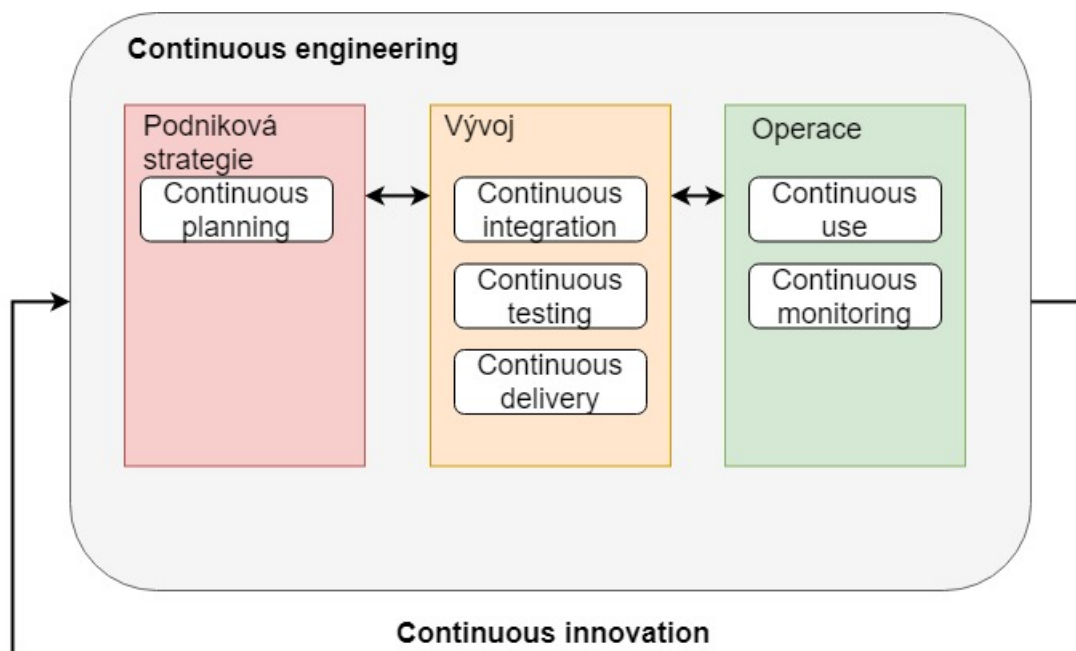 Continuous engineering
Podniková
strategie
Continuous
planning
Vývoj
Continuous
integration
Continuous
testing
Continuous
delivery
Operace
Continuous
use
Continuous
monitoring
Continuous innovation